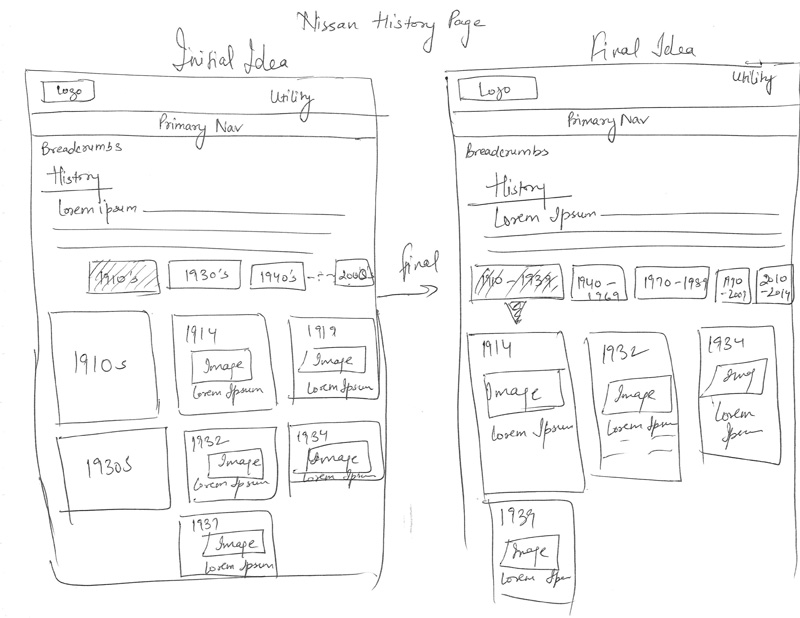 Nissan History Page
Initial Idea
Logo
Utility
Primary Nav
Breadcrumbs
History
Lorem ipsum
1910's
1930's
1940's
1910s
1914
Image
Lorem Ipsum
1919
Image
Lorem Ipsum
1930s
1932
Image
Lorem Ipsum
1934
Image
Lorem Ipsum
1937
Image
Lorem Ipsum
final
Final Idea
Logo
Utility
Primary Nav
Breadcrumbs
History
Lorem Ipsum
1910 - 1939
1940 -
1969
1970 - 1989
1990
-2009
2010
-2014
1914
Image
Lorem Ipsum
1932
Image
Lorem Ipsum
1934
Lorem
Ipsum
1939
Image
Lorem Ipsu